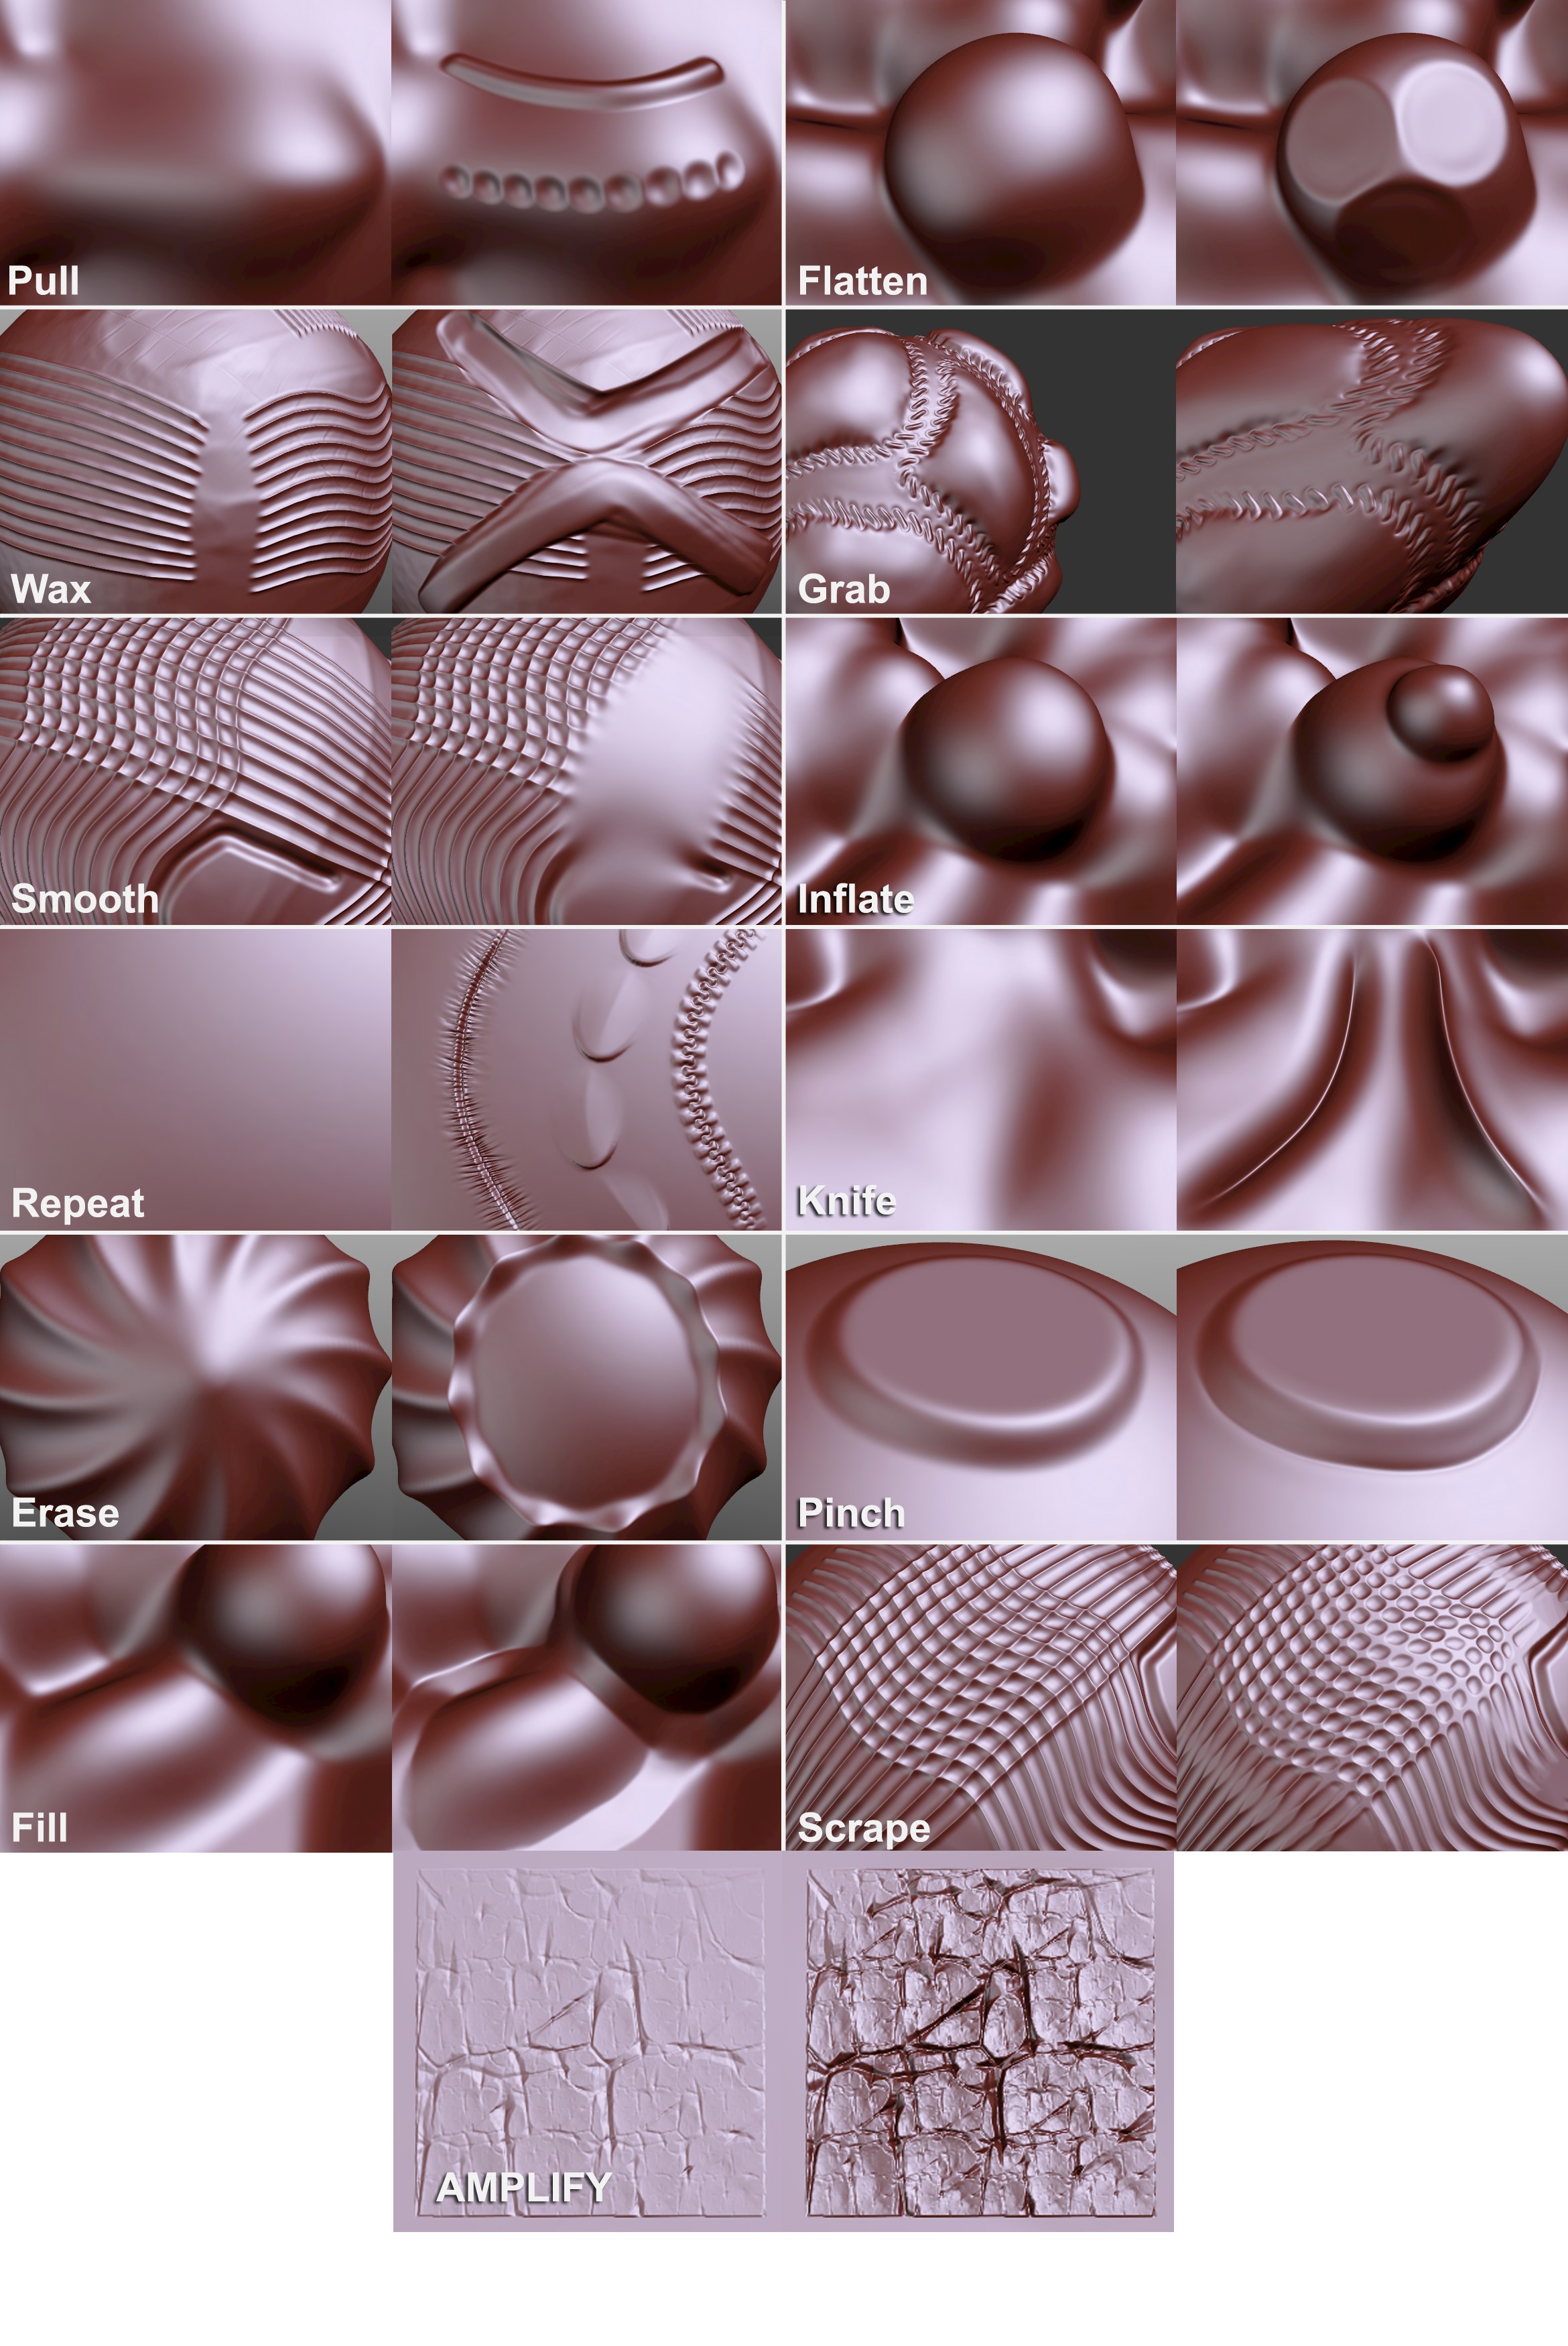 Pull
Flatten
Wax
Grab
Smooth
Inflate
Repeat
Knife
Erase
Pinch
Fill
Scrape
AMPLIFY